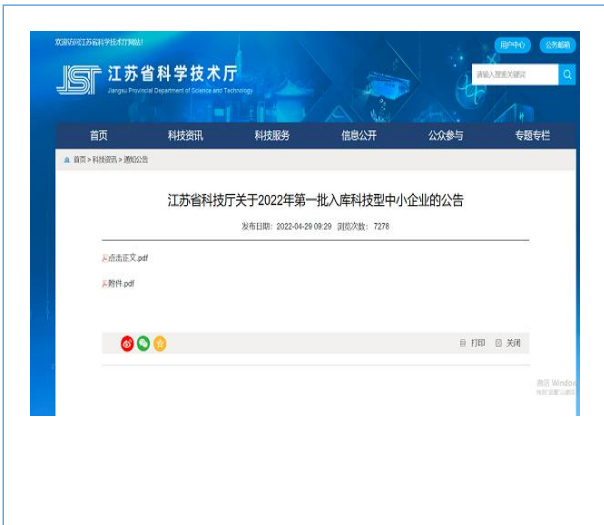 欢迎访问江苏省科学技术厅网站!
用户中心 公务邮箱
JST 江苏省科学技术厅
Jiangsu Provincial Department of Science and Technology
请输入搜索关键词
首页 科技资讯 科技服务 信息公开 公众参与 专题专栏
首页 > 科技资讯 > 通知公告
江苏省科技厅关于2022年第一批入库科技型中小企业的公告
发布日期: 2022-04-29 09:29 浏览次数: 7278
点击正文.pdf
附件.pdf
打印 关闭
激活 Window